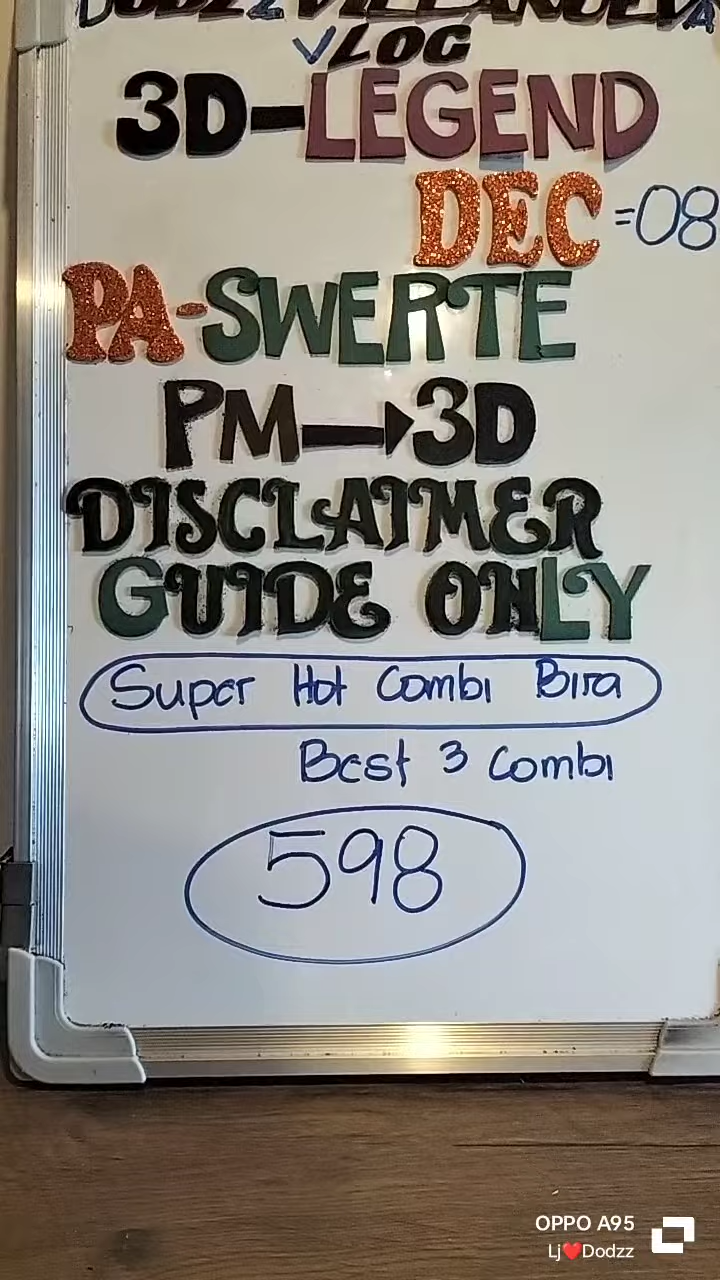 VLOG
3D-LEGEND
DEC =08
PA-SWERTE
PM→3D
DISCLAIMER
GUIDE ONLY
Super Hot Combi Bira
Best 3 Combi
598
OPPO A95
Lj❤️Dodzz